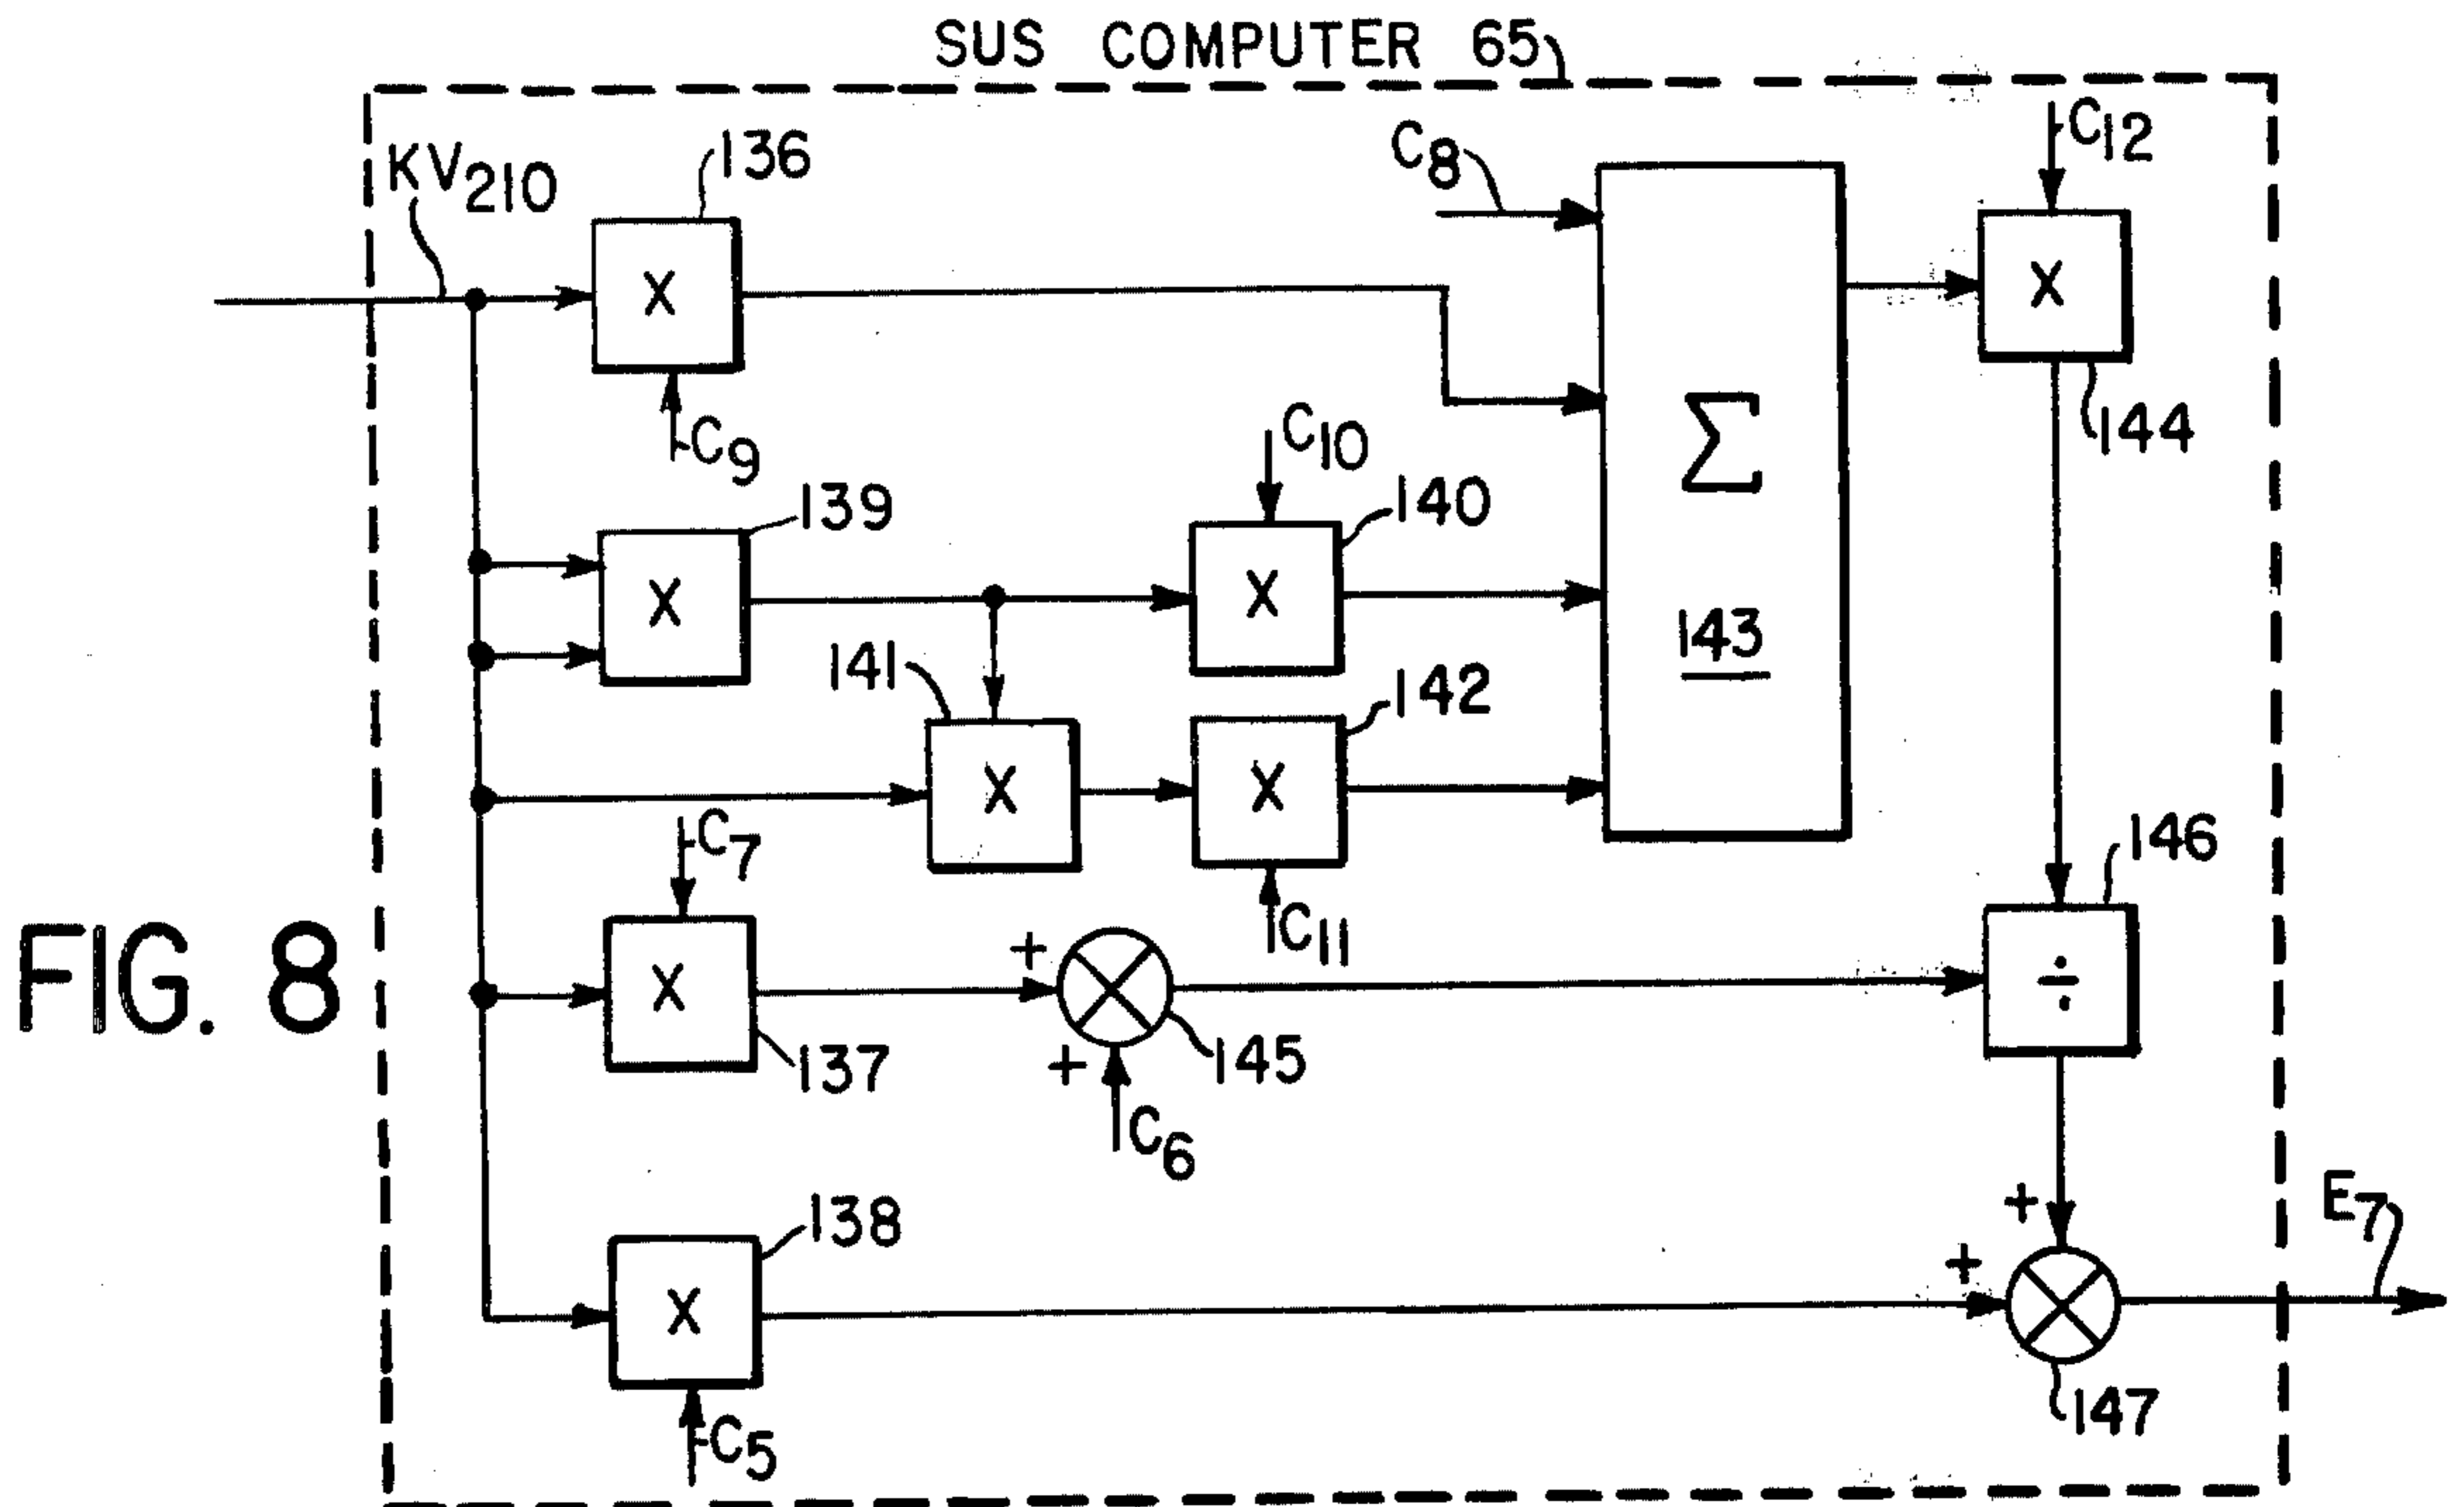 SUS COMPUTER 65
KV210
136
C8
C12
X
X
C9
144
C10
139
140
Σ
X
X
143
141
142
X
X
C7
146
C11
FIG. 8
X
+
÷
137
+
145
C6
138
+
E7
X
+
147
C5